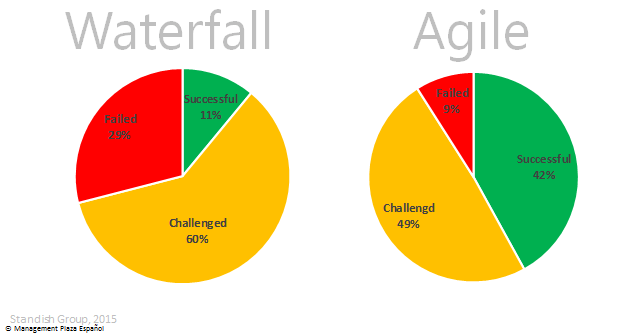 Waterfall
Agile
Failed
29%
Successful
11%
Challenged
60%
Failed
9%
Successful
42%
Challengd
49%
Standish Group, 2015
© Management Plaza Español